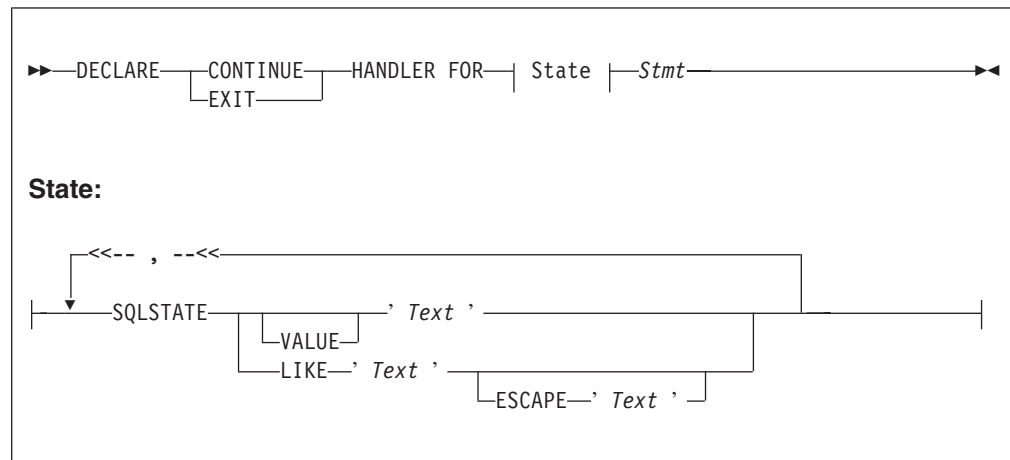 DECLARE CONTINUE HANDLER FOR State Stmt
EXIT
State:
<<-- , --<<
SQLSTATE ' Text '
VALUE
LIKE ' Text '
ESCAPE ' Text '